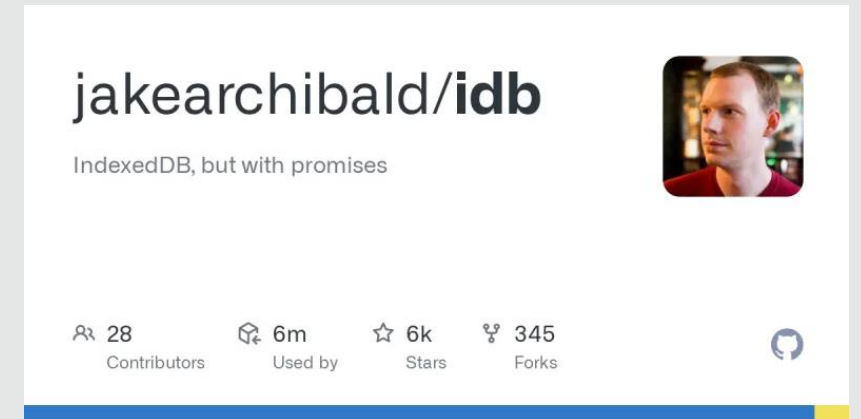 jakearchibald/idb
IndexedDB, but with promises
28
Contributors
6m
Used by
6k
Stars
345
Forks